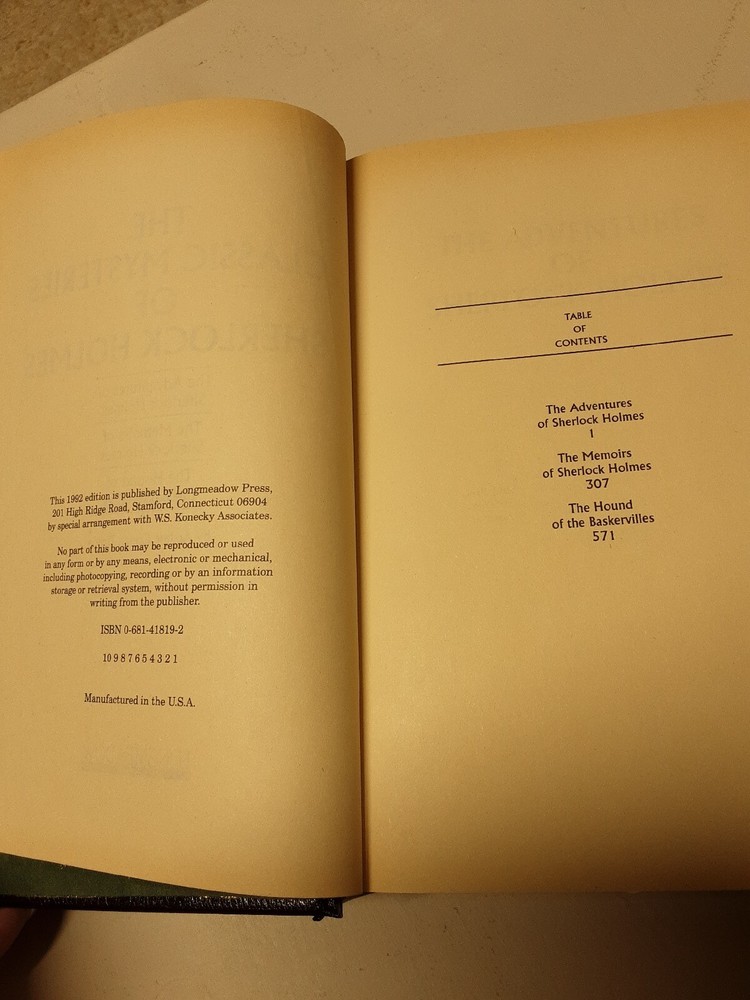 This 1992 edition is published by Longmeadow Press,
201 High Ridge Road, Stamford, Connecticut 06904
by special arrangement with W.S. Konecky Associates.
No part of this book may be reproduced or used
in any form or by any means, electronic or mechanical,
including photocopying, recording or by an information
storage or retrieval system, without permission in
writing from the publisher.
ISBN 0-681-41819-2
10 9 8 7 6 5 4 3 2 1
Manufactured in the U.S.A.
TABLE
OF
CONTENTS
The Adventures
of Sherlock Holmes
1
The Memoirs
of Sherlock Holmes
307
The Hound
of the Baskervilles
571